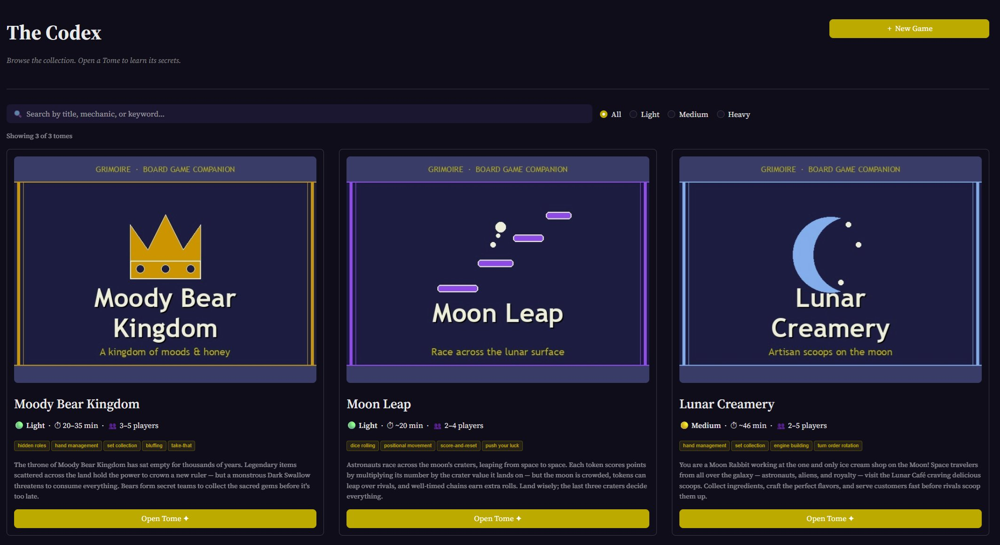 The Codex
+ New Game
Browse the collection. Open a Tome to learn its secrets.
Search by title, mechanic, or keyword...
All
Light
Medium
Heavy
Showing 3 of 3 tomes
GRIMOIRE · BOARD GAME COMPANION
Moody Bear
Kingdom
A kingdom of moods & honey
Moody Bear Kingdom
Light · 20–35 min · 3–5 players
hidden roles
hand management
set collection
bluffing
take-that
The throne of Moody Bear Kingdom has sat empty for thousands of years. Legendary items
scattered across the land hold the power to crown a new ruler — but a monstrous Dark Swallow
threatens to consume everything. Bears form secret teams to collect the sacred gems before it's
too late.
Open Tome ✦
GRIMOIRE · BOARD GAME COMPANION
Moon Leap
Race across the lunar surface
Moon Leap
Light · ~20 min · 2–4 players
dice rolling
positional movement
score-and-reset
push your luck
Astronauts race across the moon's craters, leaping from space to space. Each token scores points
by multiplying its number by the crater value it lands on — but the moon is crowded, tokens can
leap over rivals, and well-timed chains earn extra rolls. Land wisely; the last three craters decide
everything.
Open Tome ✦
GRIMOIRE · BOARD GAME COMPANION
Lunar
Creamery
Artisan scoops on the moon
Lunar Creamery
Medium · ~46 min · 2–5 players
hand management
set collection
engine building
turn order rotation
You are a Moon Rabbit working at the one and only ice cream shop on the Moon! Space travelers
from all over the galaxy — astronauts, aliens, and royalty — visit the Lunar Café craving delicious
scoops. Collect ingredients, craft the perfect flavors, and serve customers fast before rivals scoop
them up.
Open Tome ✦